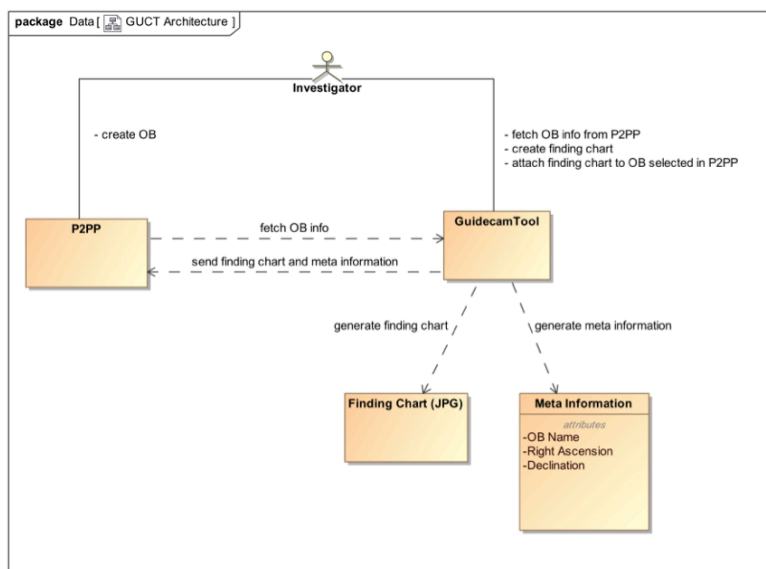 package Data [ GUCT Architecture ]
Investigator
- create OB
- fetch OB info from P2PP
- create finding chart
- attach finding chart to OB selected in P2PP
P2PP
fetch OB info
GuidecamTool
send finding chart and meta information
generate finding chart
generate meta information
Finding Chart (JPG)
Meta Information
attributes
-OB Name
-Right Ascension
-Declination